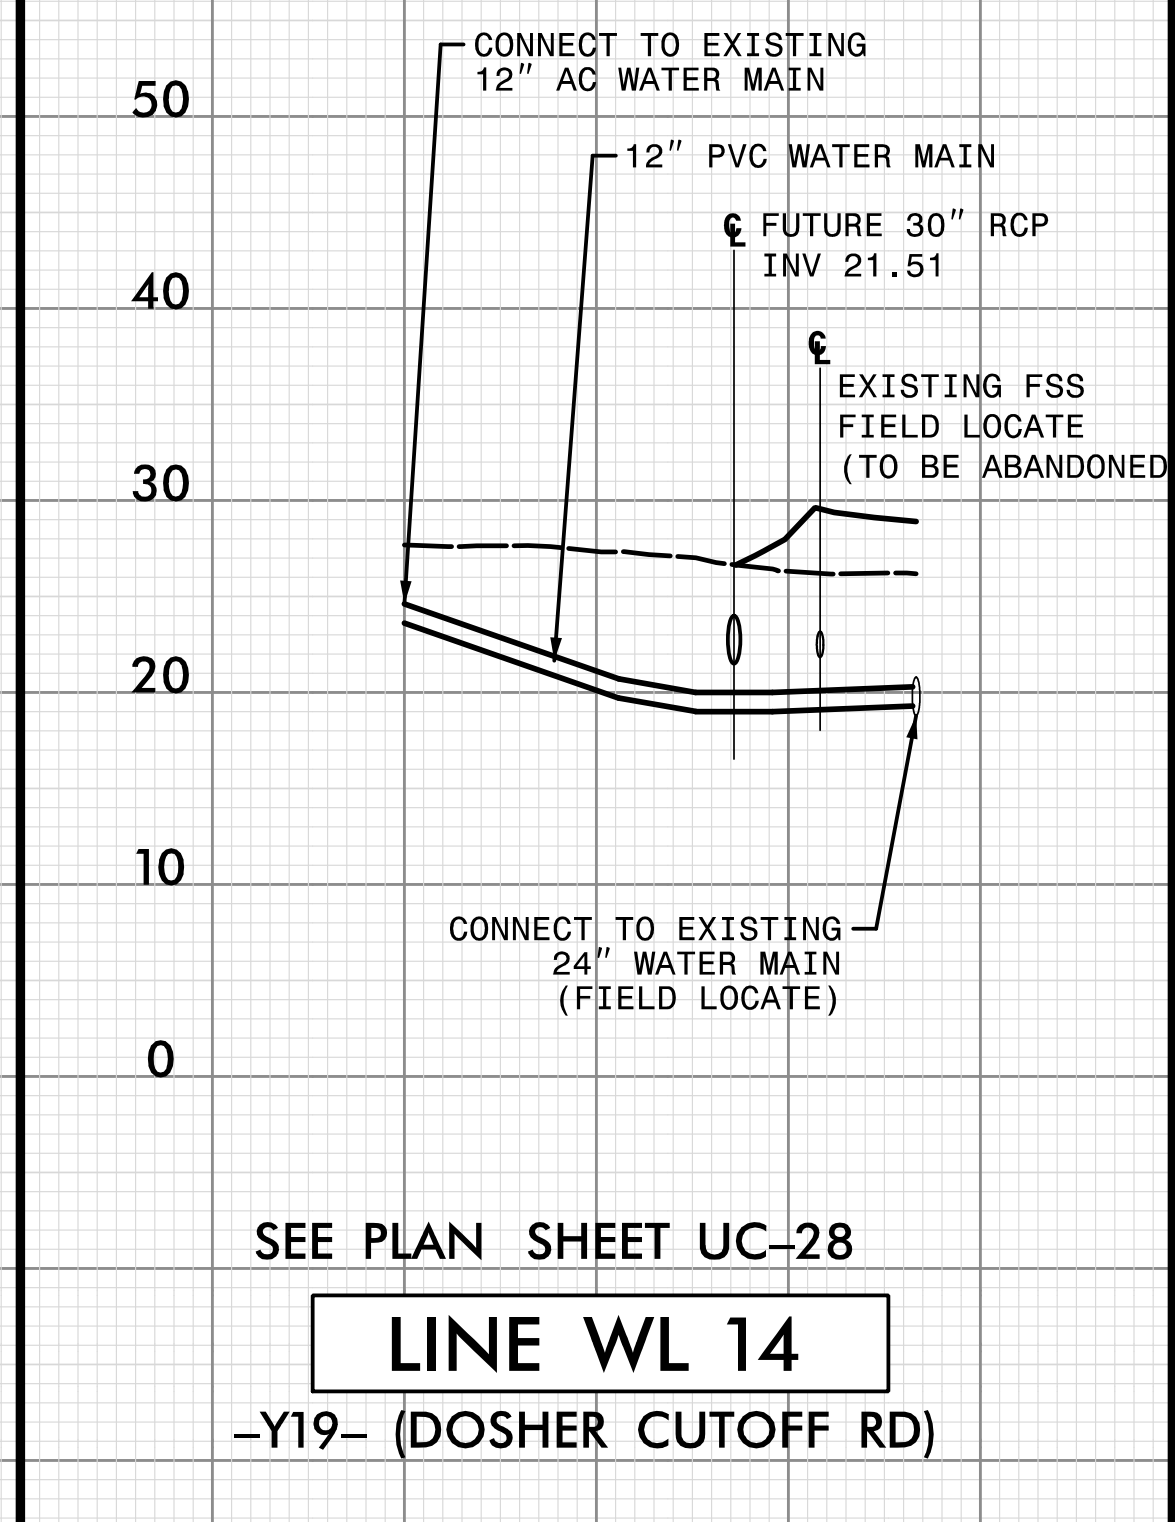 CONNECT TO EXISTING
12" AC WATER MAIN
50
12" PVC WATER MAIN
℄ FUTURE 30" RCP
INV 21.51
40
℄
EXISTING FSS
FIELD LOCATE
(TO BE ABANDONED
30
20
10
CONNECT TO EXISTING
24" WATER MAIN
(FIELD LOCATE)
0
SEE PLAN SHEET UC-28
LINE WL 14
-Y19- (DOSHER CUTOFF RD)